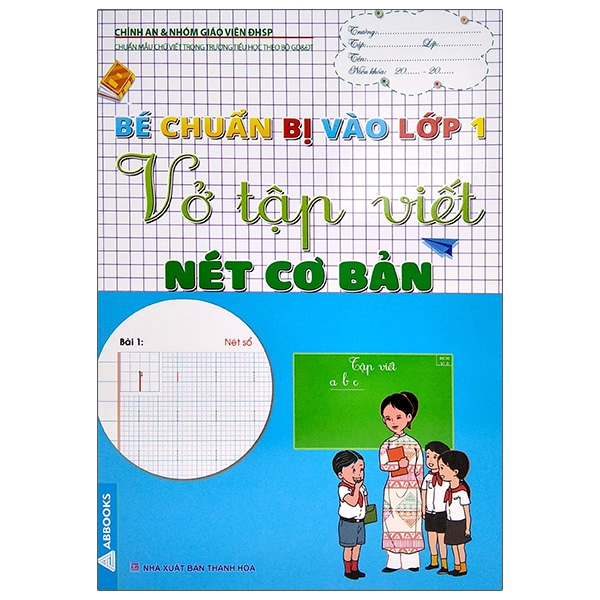 CHÍNH AN & NHÓM GIÁO VIÊN ĐHSP
CHUẨN MẪU CHỮ VIẾT TRONG TRƯỜNG TIỂU HỌC THEO BỘ GD&ĐT
Trường:
Tập Lớp:
Tên:
Niên khóa: 20..... - 20.....
BÉ CHUẨN BỊ VÀO LỚP 1
Vở tập viết
NÉT CƠ BẢN
Bài 1: Nét sổ
Tập viết
a b c
ABBOOKS
NHÀ XUẤT BẢN THANH HÓA